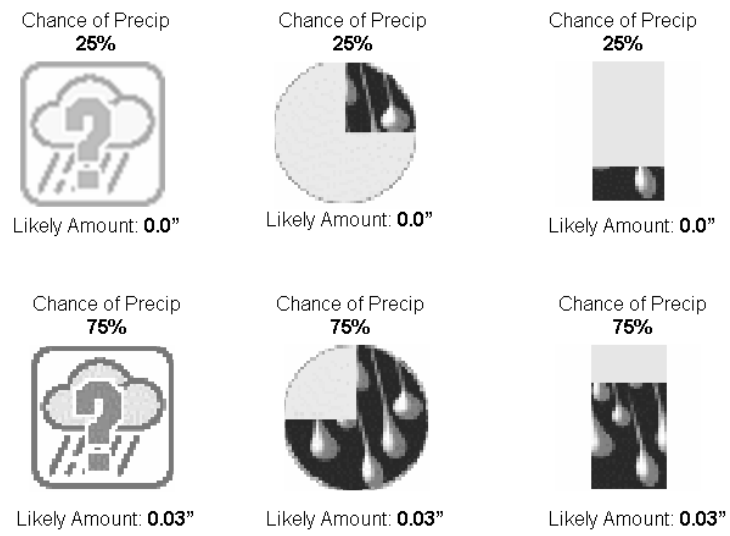 Chance of Precip
25%
Chance of Precip
25%
Chance of Precip
25%
?
Likely Amount: 0.0”
Likely Amount: 0.0”
Likely Amount: 0.0”
Chance of Precip
75%
Chance of Precip
75%
Chance of Precip
75%
?
Likely Amount: 0.03”
Likely Amount: 0.03”
Likely Amount: 0.03”